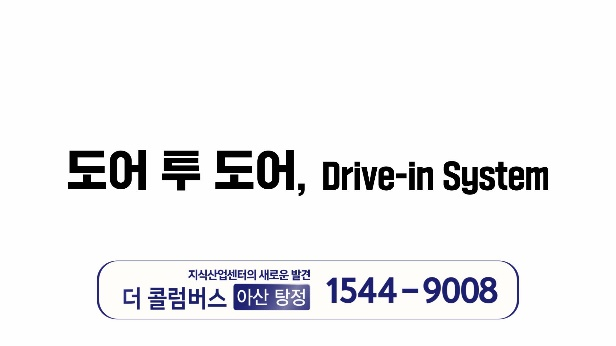 도어 투 도어, Drive-in System
지식산업센터의 새로운 발견
더 콜럼버스 아산 탕정 1544-9008